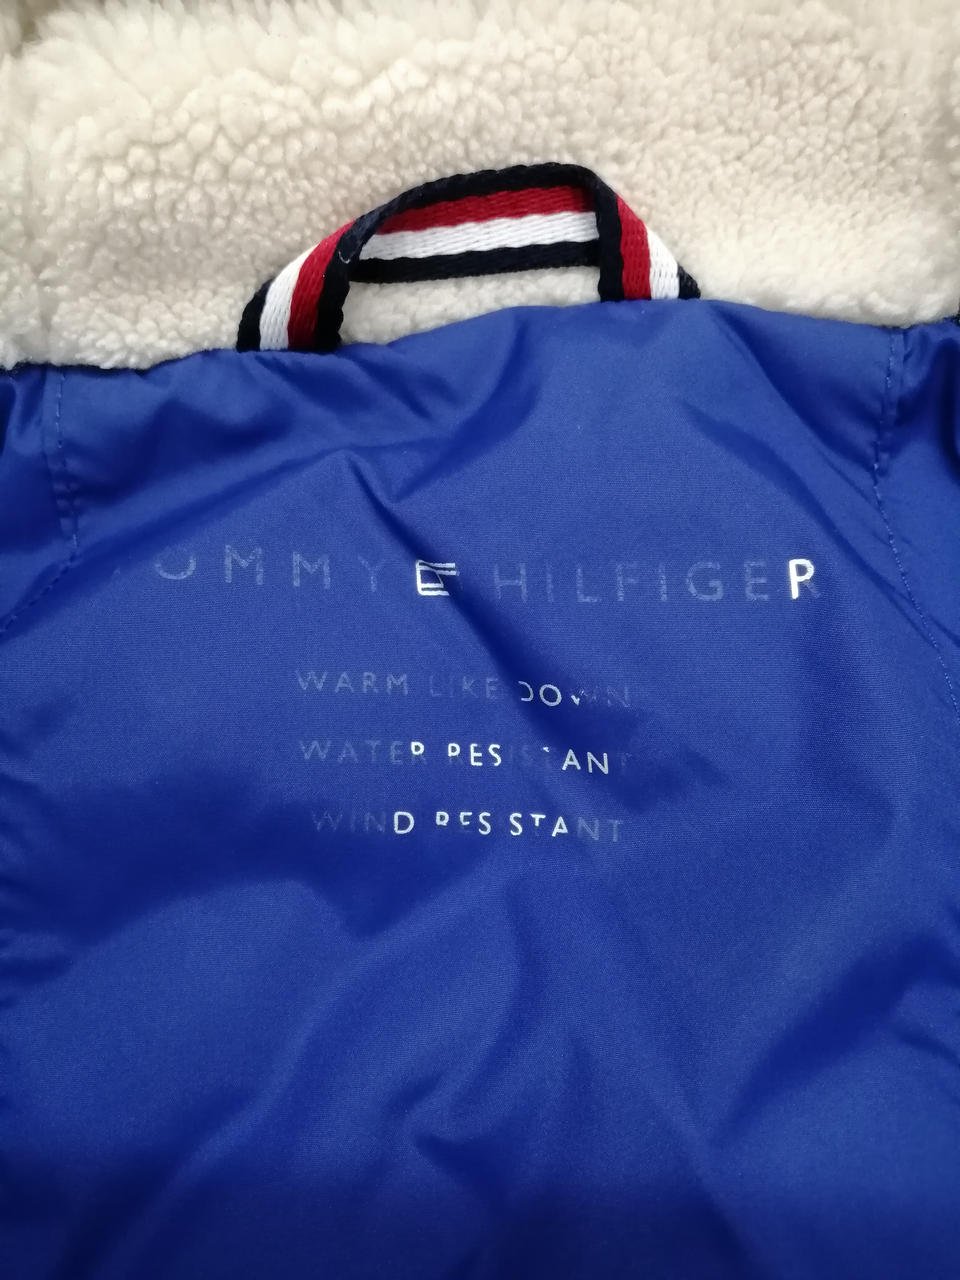 TOMMY HILFIGER
WARM LIKE DOWN
WATER RESISTANT
WIND RESISTANT